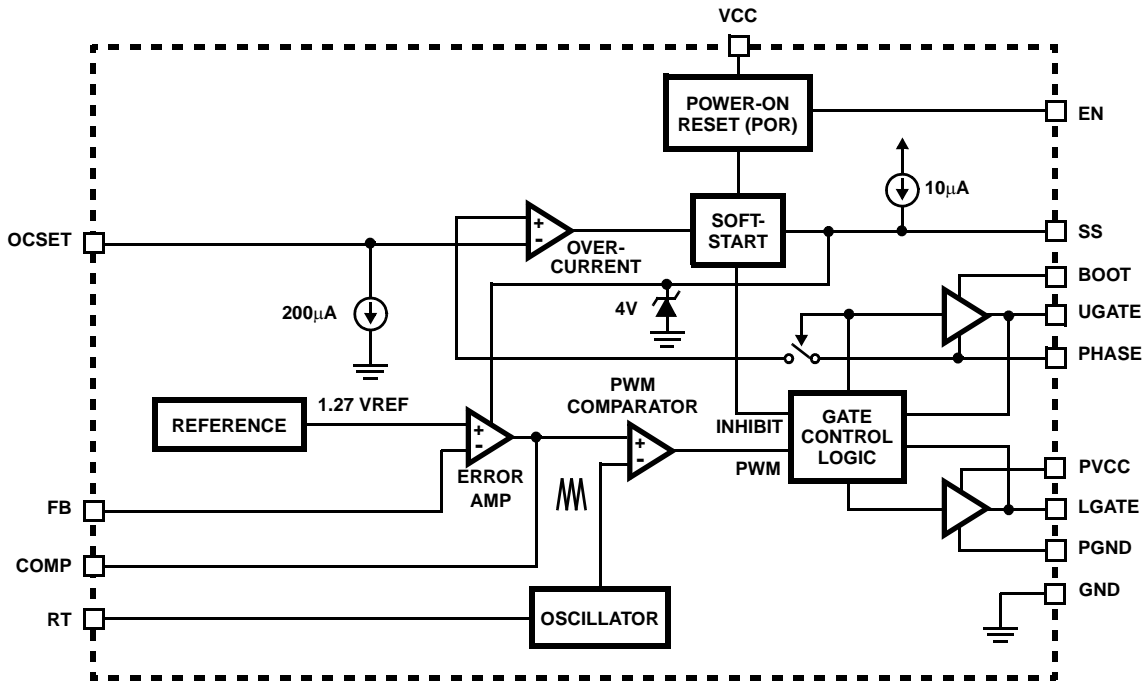 VCC
POWER-ON
RESET (POR)
EN
10µA
OCSET
+
-
OVER-
CURRENT
SOFT-
START
SS
BOOT
200µA
4V
UGATE
PHASE
REFERENCE
1.27 VREF
+
-
ERROR
AMP
PWM
COMPARATOR
+
-
INHIBIT
PWM
GATE
CONTROL
LOGIC
PVCC
FB
LGATE
COMP
PGND
RT
OSCILLATOR
GND